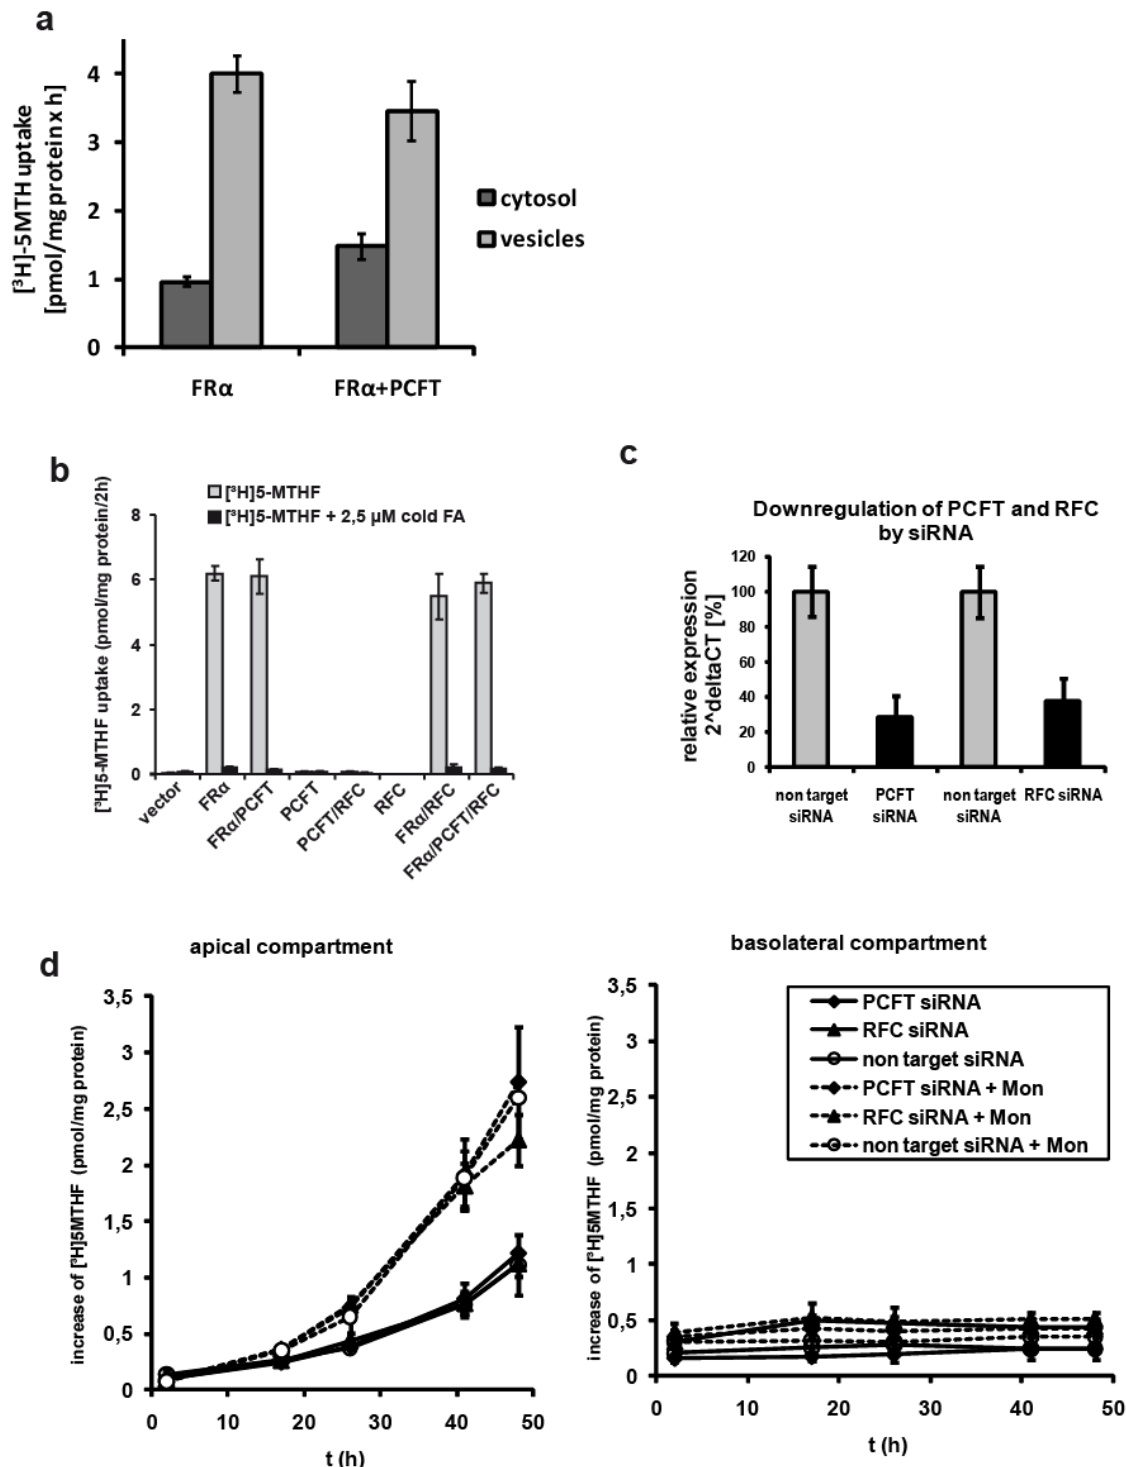 a
[³H]-5MTH uptake
[pmol/mg protein x h]
4
3
2
1
0
cytosol
vesicles
FRα
FRα+PCFT
b
[³H]5-MTHF
[³H]5-MTHF + 2,5 µM cold FA
[³H]5-MTHF uptake (pmol/mg protein/2h)
8
6
4
2
0
vector
FRα
FRα/PCFT
PCFT
PCFT/RFC
RFC
FRα/RFC
FRα/PCFT/RFC
c
Downregulation of PCFT and RFC
by siRNA
relative expression
2^deltaCT [%]
120
100
80
60
40
20
0
non target
siRNA
PCFT
siRNA
non target
siRNA
RFC siRNA
d
apical compartment
increase of [³H]5MTHF (pmol/mg protein)
3,5
3
2,5
2
1,5
1
0,5
0
0 10 20 30 40 50
t (h)
basolateral compartment
increase of [³H]5MTHF (pmol/mg protein)
3,5
3
2,5
2
1,5
1
0,5
0
PCFT siRNA
RFC siRNA
non target siRNA
PCFT siRNA + Mon
RFC siRNA + Mon
non target siRNA + Mon
0 10 20 30 40 50
t (h)